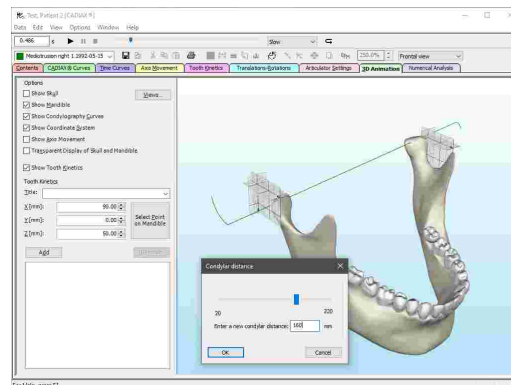 Test, Patient 2 [CADIAX ®]
Data Edit View Options Window Help
0.486 s Slow
Mediotrusion right 1 1992-05-15 250.0% Frontal view
Contents CADIAX® Curves Time Curves Axis Movement Tooth Kinetics Translations-Rotations Articulator Settings 3D Animation Numerical Analysis
Options
Show Skull Views...
Show Mandible
Show Condylography Curves
Show Coordinate System
Show Axis Movement
Transparent Display of Skull and Mandible
Show Tooth Kinetics
Tooth Kinetics
Title:
X [mm]: 90.00
Y [mm]: 0.00 Select Point on Mandible
Z [mm]: 50.00
Add
Condylar distance
20 220
Enter a new condylar distance: 160 mm
OK Cancel